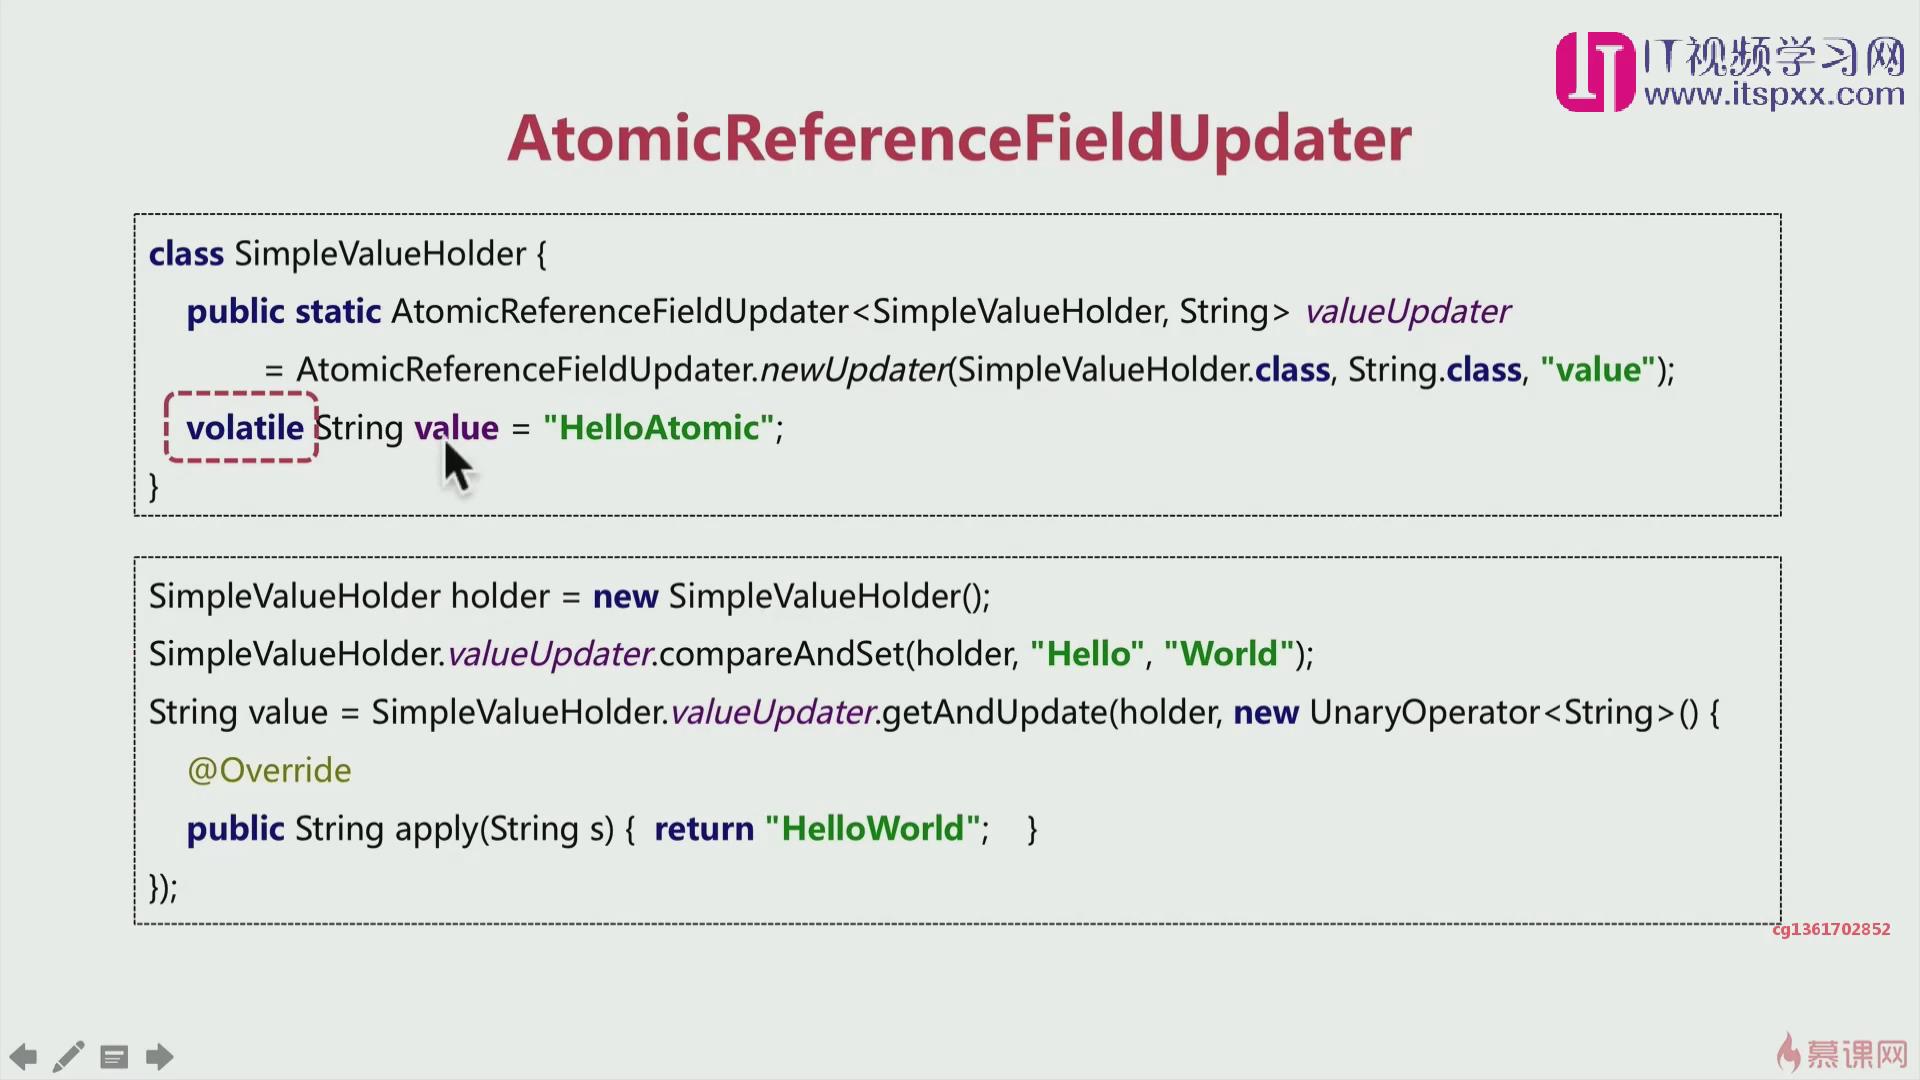 IT视频学习网
www.itspxx.com
AtomicReferenceFieldUpdater
class SimpleValueHolder {
public static AtomicReferenceFieldUpdater<SimpleValueHolder, String> valueUpdater
= AtomicReferenceFieldUpdater.newUpdater(SimpleValueHolder.class, String.class, "value");
volatile String value = "HelloAtomic";
}
SimpleValueHolder holder = new SimpleValueHolder();
SimpleValueHolder.valueUpdater.compareAndSet(holder, "Hello", "World");
String value = SimpleValueHolder.valueUpdater.getAndUpdate(holder, new UnaryOperator<String>() {
@Override
public String apply(String s) { return "HelloWorld"; }
});
cg1361702852
慕课网